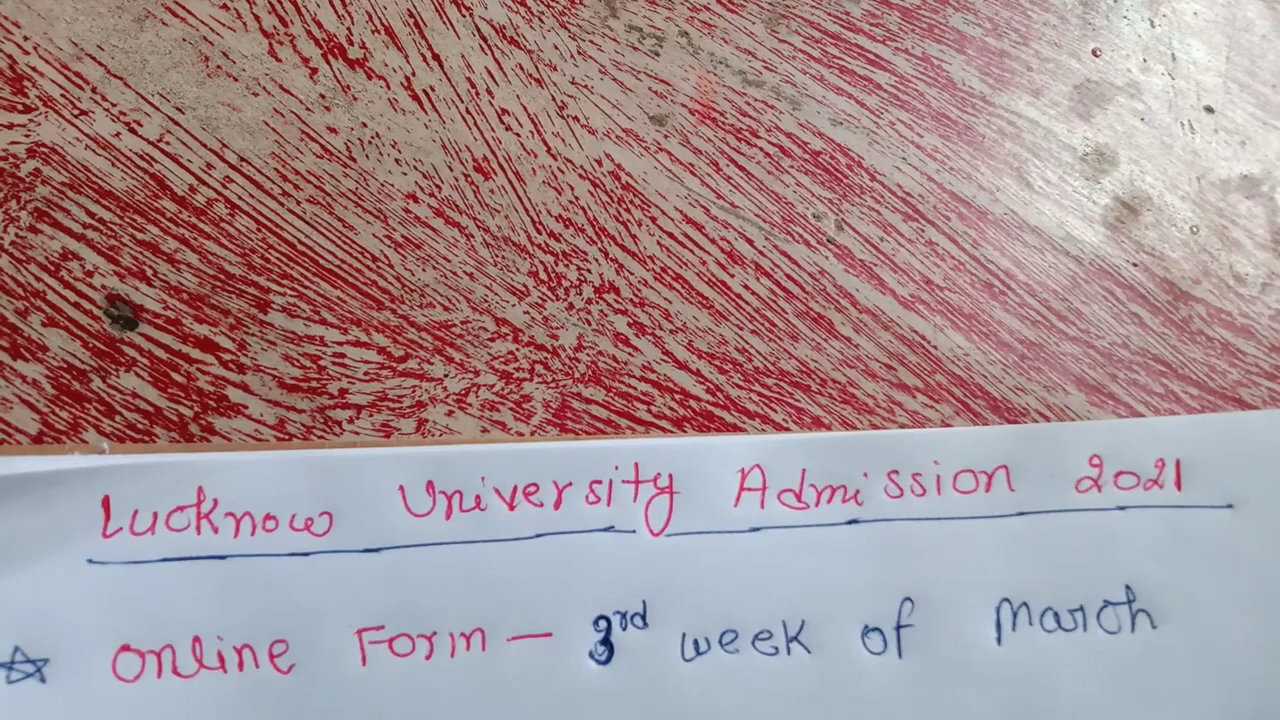 Lucknow University Admission 2021
☆ Online Form - 3rd week of March